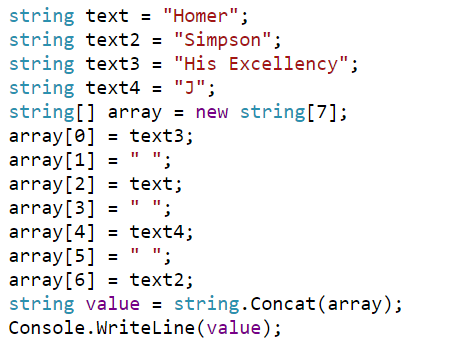 string text = "Homer";
string text2 = "Simpson";
string text3 = "His Excellency";
string text4 = "J";
string[] array = new string[7];
array[0] = text3;
array[1] = " ";
array[2] = text;
array[3] = " ";
array[4] = text4;
array[5] = " ";
array[6] = text2;
string value = string.Concat(array);
Console.WriteLine(value);